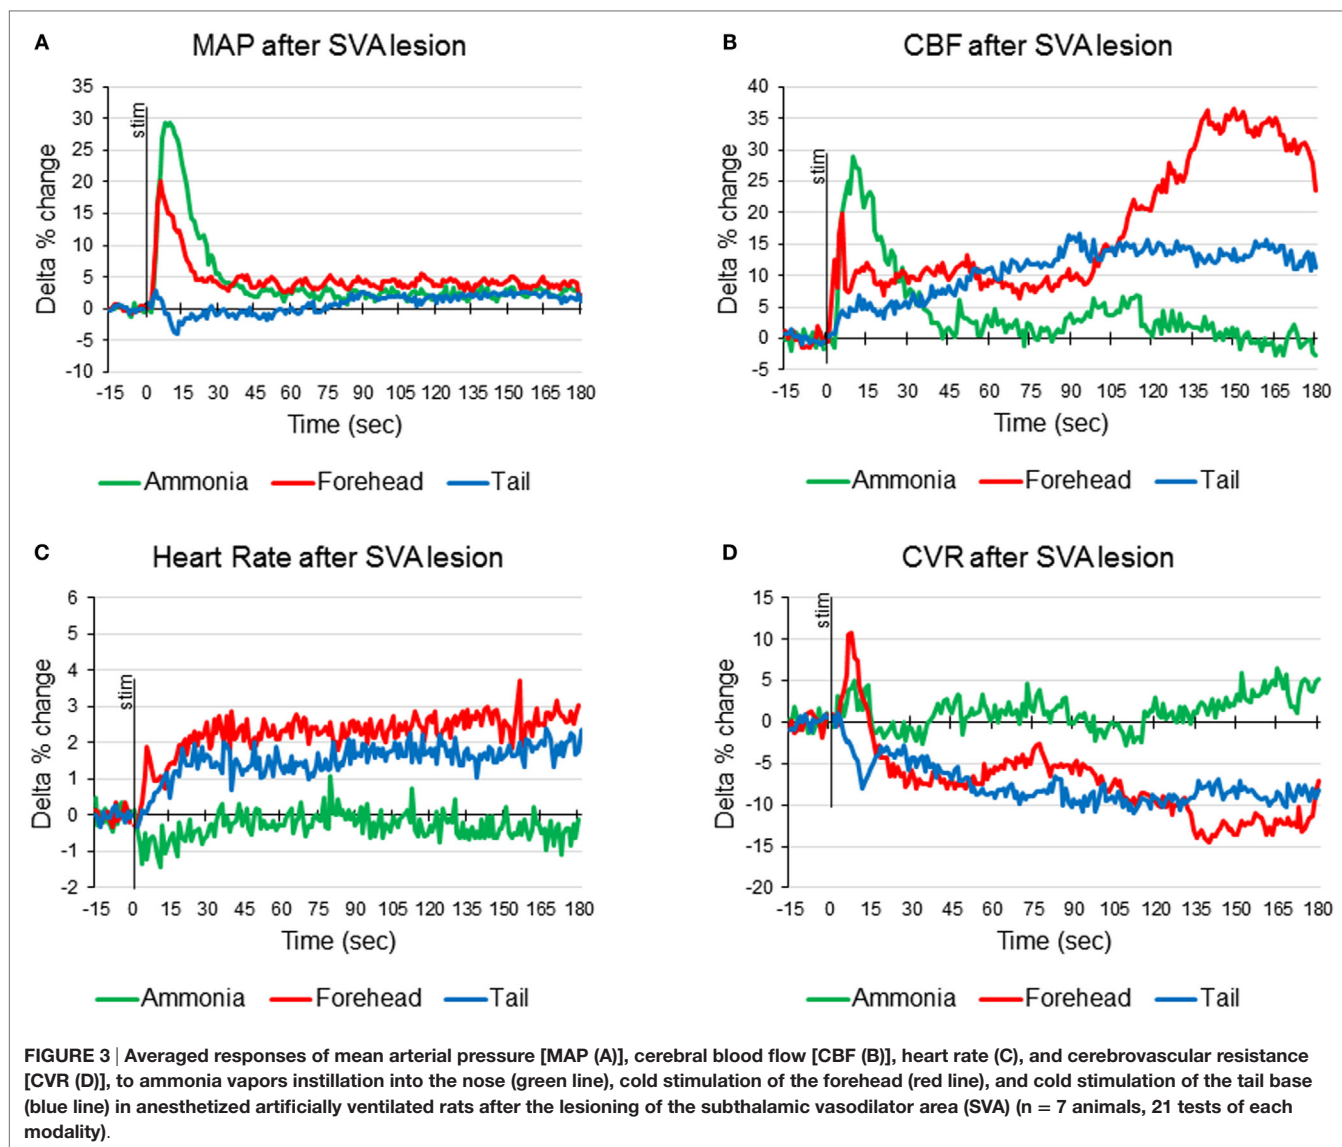 A
MAP after SVA lesion
35
30
25
20
15
10
5
0
-5
-10
Delta % change
stim
-15 0 15 30 45 60 75 90 105 120 135 150 165 180
Time (sec)
Ammonia Forehead Tail
B
CBF after SVA lesion
40
35
30
25
20
15
10
5
0
-5
Delta % change
stim
-15 0 15 30 45 60 75 90 105 120 135 150 165 180
Time (sec)
Ammonia Forehead Tail
C
Heart Rate after SVA lesion
6
5
4
3
2
1
0
-1
-2
Delta % change
stim
-15 0 15 30 45 60 75 90 105 120 135 150 165 180
Time (sec)
Ammonia Forehead Tail
D
CVR after SVA lesion
15
10
5
0
-5
-10
-15
-20
Delta % change
stim
-15 0 15 30 45 60 75 90 105 120 135 150 165 180
Time (sec)
Ammonia Forehead Tail
FIGURE 3 | Averaged responses of mean arterial pressure [MAP (A)], cerebral blood flow [CBF (B)], heart rate (C), and cerebrovascular resistance
[CVR (D)], to ammonia vapors instillation into the nose (green line), cold stimulation of the forehead (red line), and cold stimulation of the tail base
(blue line) in anesthetized artificially ventilated rats after the lesioning of the subthalamic vasodilator area (SVA) (n = 7 animals, 21 tests of each
modality).